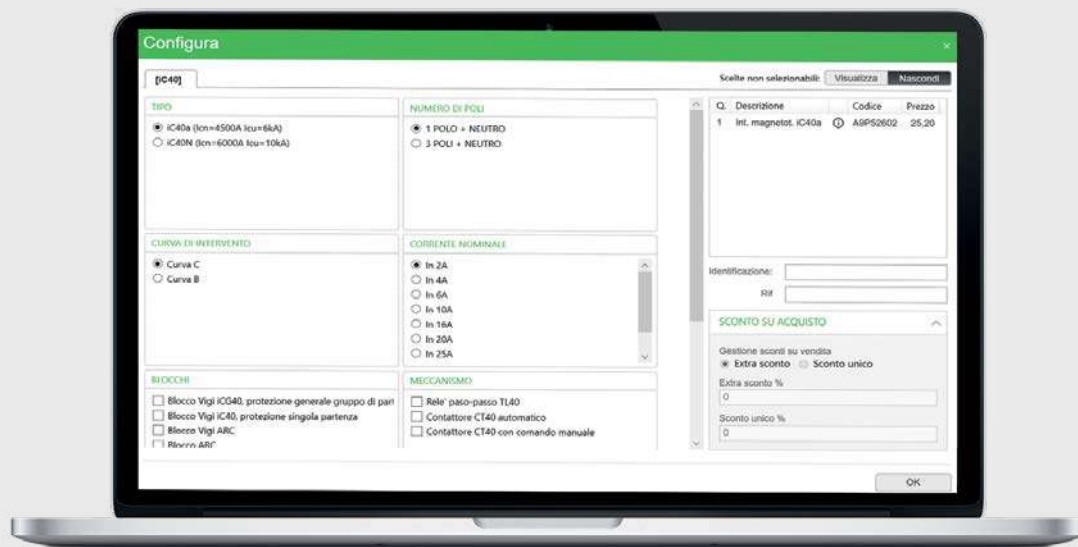 Configura
[iC40]
Scelte non selezionabili:
Visualizza
Nascondi
TIPO
iC40a (Icn=4500A Icu=6kA)
iC40N (Icn=6000A Icu=10kA)
NUMERO DI POLI
1 POLO + NEUTRO
3 POLI + NEUTRO
Q. Descrizione Codice Prezzo
1 Int. magnetot. iC40a A9P52602 25,20
CURVA DI INTERVENTO
Curva C
Curva B
CORRENTE NOMINALE
In 2A
In 4A
In 6A
In 10A
In 16A
In 20A
In 25A
Identificazione:
Rif
SCONTO SU ACQUISTO
Gestione sconti su vendita
Extra sconto Sconto unico
Extra sconto %
0
Sconto unico %
0
BLOCCHI
Blocco Vigi iCG40, protezione generale gruppo di part
Blocco Vigi iC40, protezione singola partenza
Blocco Vigi ARC
Blocco ARC
MECCANISMO
Rele' passo-passo TL40
Contattore CT40 automatico
Contattore CT40 con comando manuale
OK